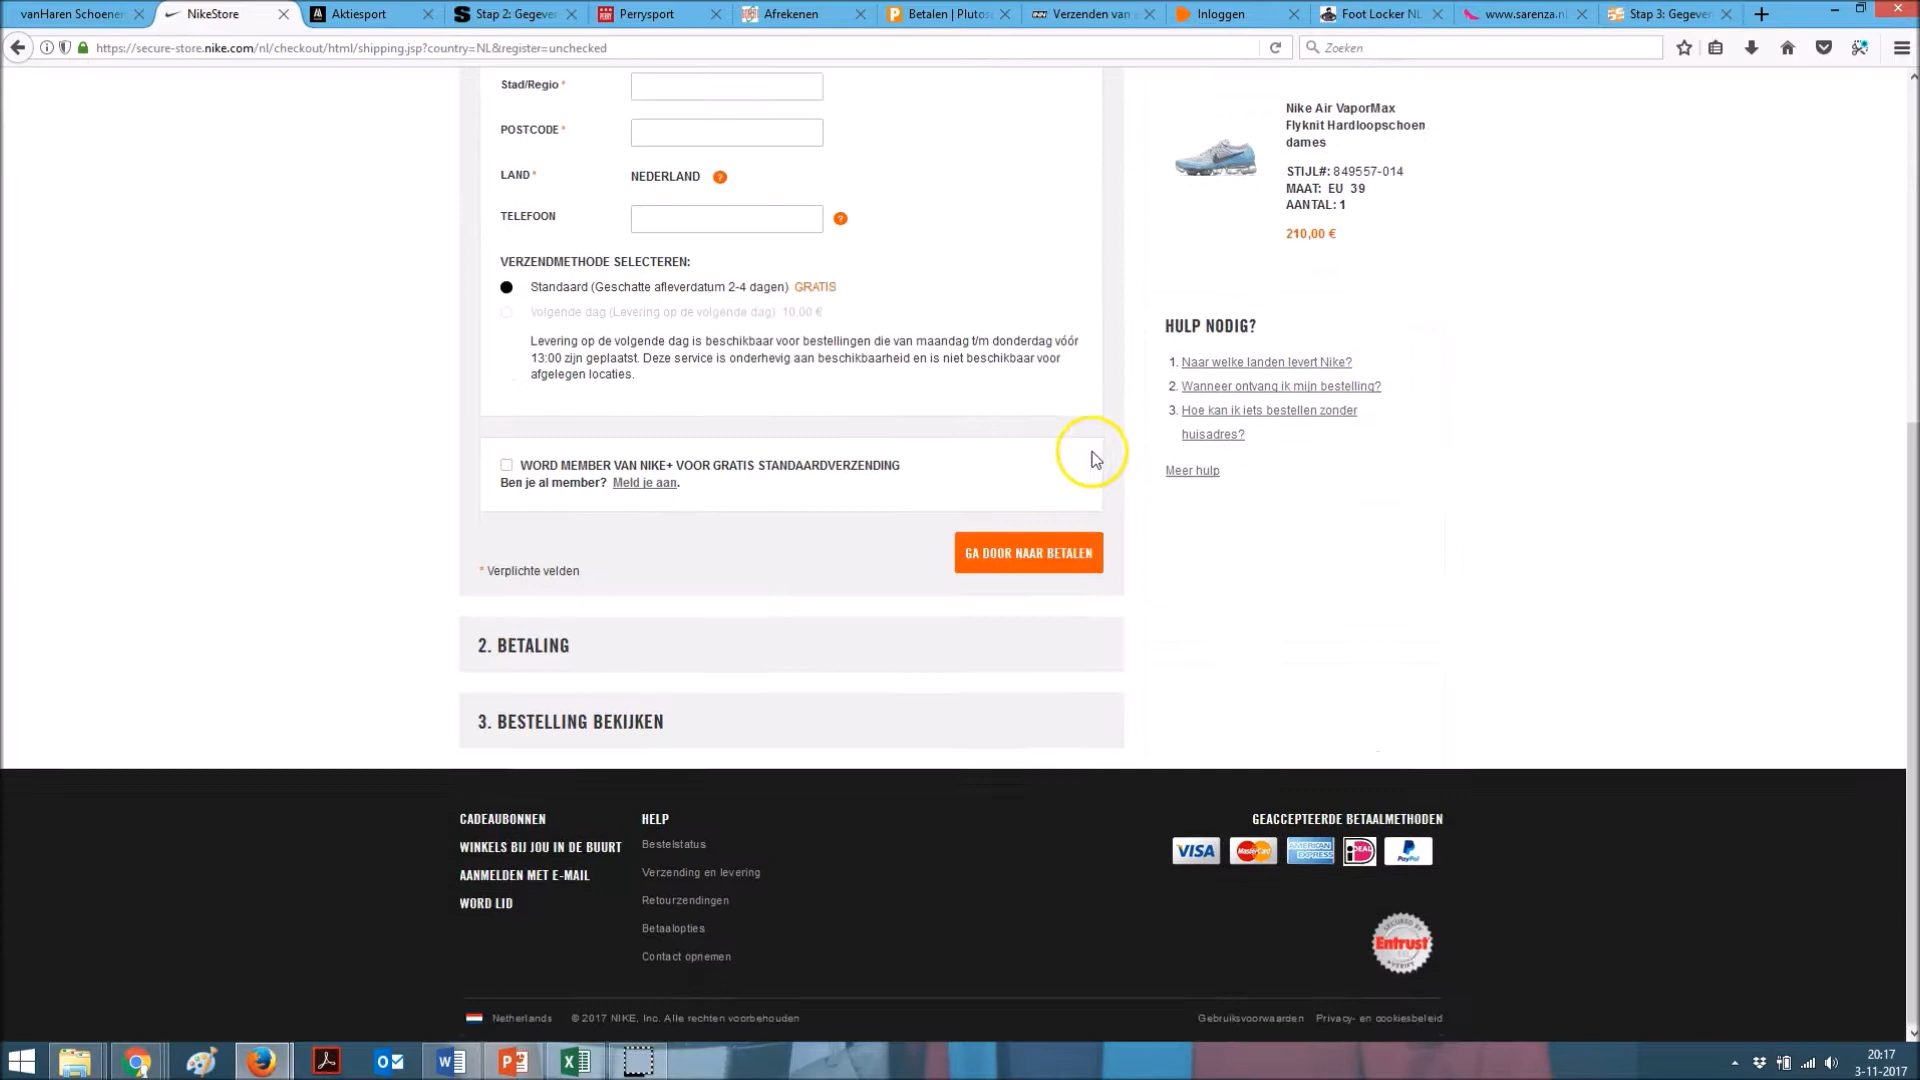 vanHaren Schoenen
NikeStore
Aktiesport
Stap 2: Gegeven
Perrysport
Afrekenen
Betalen | Plutos
Verzenden van
Inloggen
Foot Locker NL
www.sarenza.nl
Stap 3: Gegeven
https://secure-store.nike.com/nl/checkout/html/shipping.jsp?country=NL&register=unchecked
Zoeken
Stad/Regio *
POSTCODE *
LAND * NEDERLAND ?
TELEFOON ?
VERZENDMETHODE SELECTEREN:
Standaard (Geschatte afleverdatum 2-4 dagen) GRATIS
Volgende dag (Levering op de volgende dag) 10,00 €
Levering op de volgende dag is beschikbaar voor bestellingen die van maandag t/m donderdag vóór
13:00 zijn geplaatst. Deze service is onderhevig aan beschikbaarheid en is niet beschikbaar voor
afgelegen locaties.
WORD MEMBER VAN NIKE+ VOOR GRATIS STANDAARDVERZENDING
Ben je al member? Meld je aan.
GA DOOR NAAR BETALEN
* Verplichte velden
2. BETALING
3. BESTELLING BEKIJKEN
Nike Air VaporMax
Flyknit Hardloopschoen
dames
STIJL#: 849557-014
MAAT: EU 39
AANTAL: 1
210,00 €
HULP NODIG?
1. Naar welke landen levert Nike?
2. Wanneer ontvang ik mijn bestelling?
3. Hoe kan ik iets bestellen zonder
huisadres?
Meer hulp
CADEAUBONNEN
WINKELS BIJ JOU IN DE BUURT
AANMELDEN MET E-MAIL
WORD LID
HELP
Bestelstatus
Verzending en levering
Retourzendingen
Betaalopties
Contact opnemen
GEACCEPTEERDE BETAALMETHODEN
VISA
MasterCard
AMERICAN EXPRESS
iDEAL
PayPal
SECURED BY
Entrust
VERIFY
Netherlands
© 2017 NIKE, Inc. Alle rechten voorbehouden
Gebruiksvoorwaarden
Privacy- en cookiesbeleid
20:17
3-11-2017